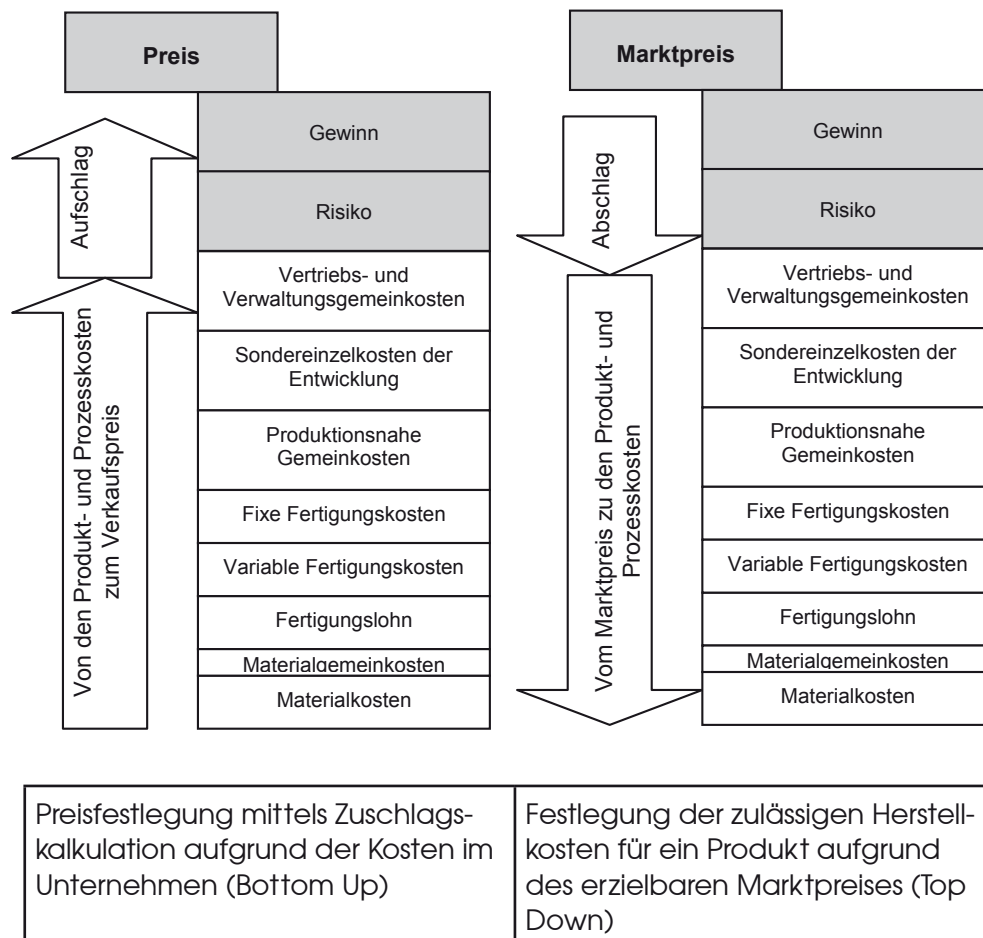 Preis
Gewinn
Risiko
Vertriebs- und
Verwaltungsgemeinkosten
Sondereinzelkosten der
Entwicklung
Produktionsnahe
Gemeinkosten
Fixe Fertigungskosten
Variable Fertigungskosten
Fertigungslohn
Materialgemeinkosten
Materialkosten
Aufschlag
Von den Produkt- und Prozesskosten
zum Verkaufspreis
Marktpreis
Gewinn
Risiko
Vertriebs- und
Verwaltungsgemeinkosten
Sondereinzelkosten der
Entwicklung
Produktionsnahe
Gemeinkosten
Fixe Fertigungskosten
Variable Fertigungskosten
Fertigungslohn
Materialgemeinkosten
Materialkosten
Abschlag
Vom Marktpreis zu den Produkt- und
Prozesskosten
Preisfestlegung mittels Zuschlags-
kalkulation aufgrund der Kosten im
Unternehmen (Bottom Up)
Festlegung der zulässigen Herstell-
kosten für ein Produkt aufgrund
des erzielbaren Marktpreises (Top
Down)